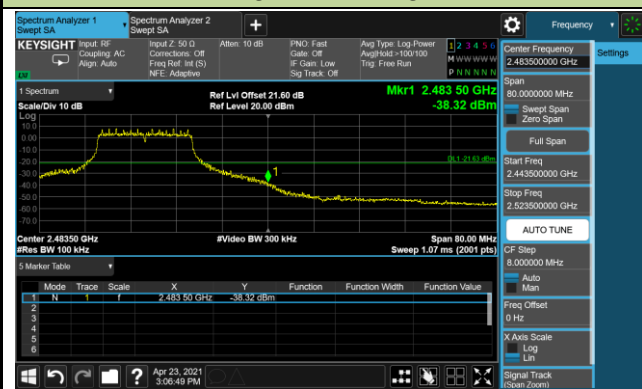 Spectrum Analyzer 1
Swept SA
Spectrum Analyzer 2
Swept SA
+
Frequency
KEYSIGHT
Input: RF
Coupling: AC
Align: Auto
Input Z: 50 Ω
Corrections: Off
Freq Ref: Int (S)
NFE: Adaptive
Atten: 10 dB
PNO: Fast
Gate: Off
IF Gain: Low
Sig Track: Off
Avg Type: Log-Power
Avg|Hold:>100/100
Trig: Free Run
1 2 3 4 5 6
M W W W W W
P N N N N N
LXI
Center Frequency
2.483500000 GHz
Settings
Span
80.0000000 MHz
Swept Span
Zero Span
Full Span
Start Freq
2.443500000 GHz
Stop Freq
2.523500000 GHz
AUTO TUNE
CF Step
8.000000 MHz
Auto
Man
Freq Offset
0 Hz
X Axis Scale
Log
Lin
Signal Track
(Span Zoom)
1 Spectrum
Scale/Div 10 dB
Ref Lvl Offset 21.60 dB
Ref Level 20.00 dBm
Mkr1 2.483 50 GHz
-38.32 dBm
Log
10.0
0.00
-10.0
-20.0
-30.0
-40.0
-50.0
-60.0
-70.0
DL1 -21.63 dBm
1
Center 2.48350 GHz
#Res BW 100 kHz
#Video BW 300 kHz
Span 80.00 MHz
Sweep 1.07 ms (2001 pts)
5 Marker Table
Mode Trace Scale X Y Function Function Width Function Value
1 N 1 f 2.483 50 GHz -38.32 dBm
2
3
4
5
6
?
Apr 23, 2021
3:06:49 PM